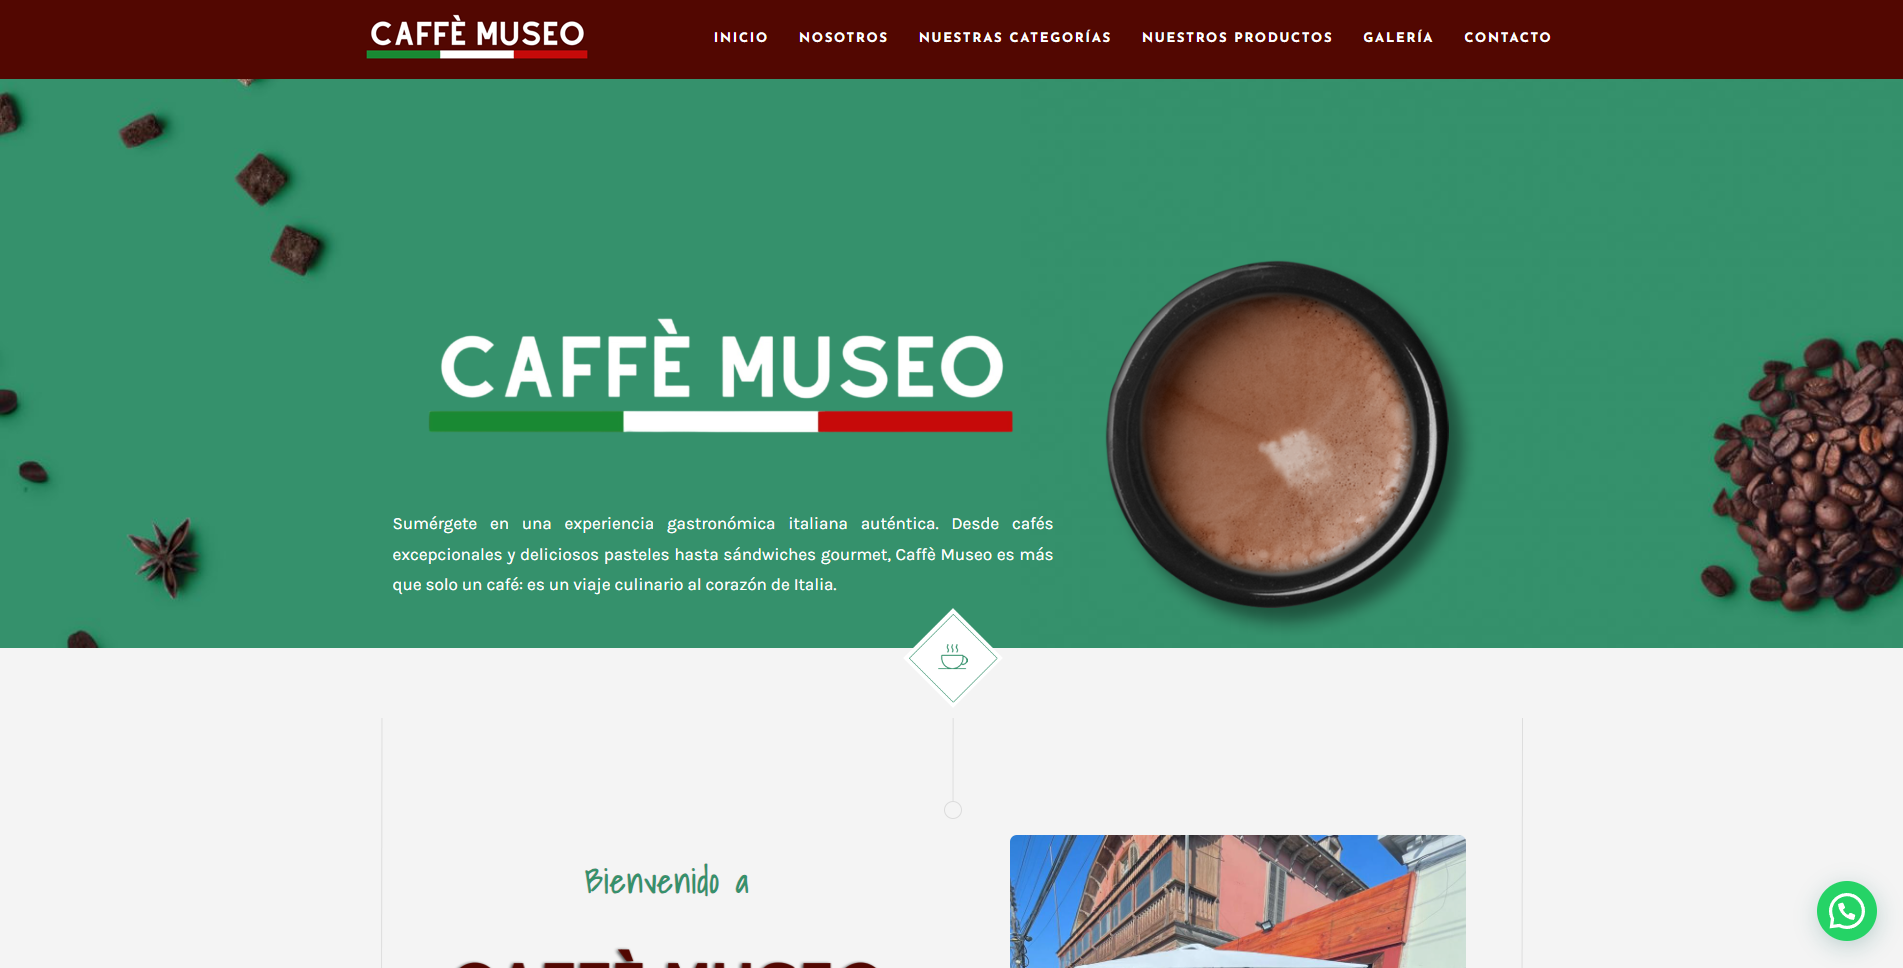 CAFFÈ MUSEO
INICIO
NOSOTROS
NUESTRAS CATEGORÍAS
NUESTROS PRODUCTOS
GALERÍA
CONTACTO
CAFFÈ MUSEO
Sumérgete en una experiencia gastronómica italiana auténtica. Desde cafés
excepcionales y deliciosos pasteles hasta sándwiches gourmet, Caffè Museo es más
que solo un café: es un viaje culinario al corazón de Italia.
Bienvenido a
CAFFÈ MUSEO